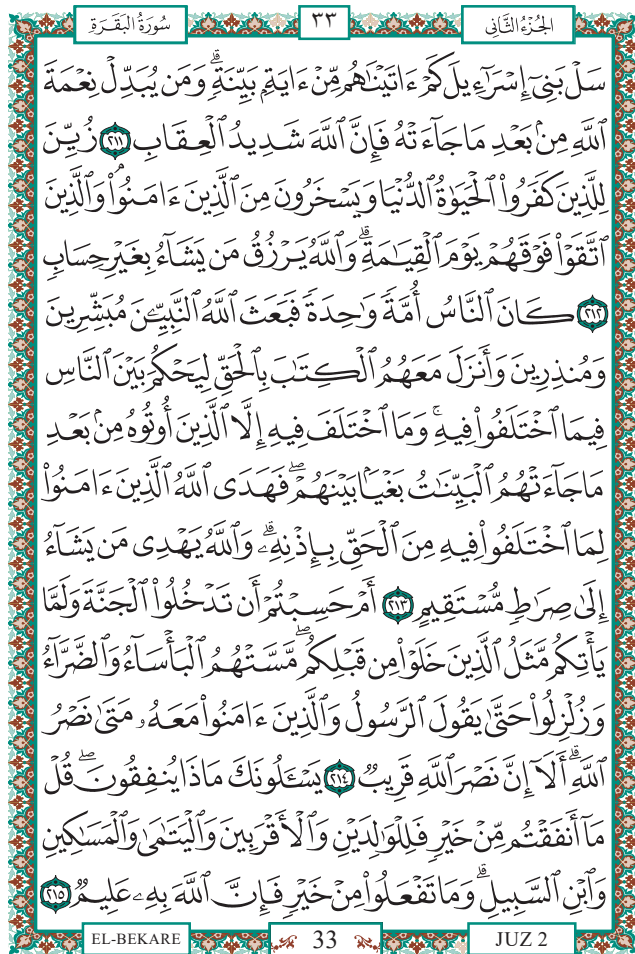 سُورَةُ البَقَرَةِ ٣٣ الجُزْءُ الثَّانِي
سَلْ بَنِىٓ إِسْرَٰٓءِيلَ كَمْ ءَاتَيْنَٰهُم مِّنْ ءَايَةٍۭ بَيِّنَةٍۢ ۗ وَمَن يُبَدِّلْ نِعْمَةَ
ٱللَّهِ مِنۢ بَعْدِ مَا جَآءَتْهُ فَإِنَّ ٱللَّهَ شَدِيدُ ٱلْعِقَابِ ٢١١ زُيِّنَ
لِلَّذِينَ كَفَرُوا۟ ٱلْحَيَوٰةُ ٱلدُّنْيَا وَيَسْخَرُونَ مِنَ ٱلَّذِينَ ءَامَنُوا۟ ۘ وَٱلَّذِينَ
ٱتَّقَوْا۟ فَوْقَهُمْ يَوْمَ ٱلْقِيَٰمَةِ ۗ وَٱللَّهُ يَرْزُقُ مَن يَشَآءُ بِغَيْرِ حِسَابٍ
٢١٢ كَانَ ٱلنَّاسُ أُمَّةً وَٰحِدَةً فَبَعَثَ ٱللَّهُ ٱلنَّبِيِّۦنَ مُبَشِّرِينَ
وَمُنذِرِينَ وَأَنزَلَ مَعَهُمُ ٱلْكِتَٰبَ بِٱلْحَقِّ لِيَحْكُمَ بَيْنَ ٱلنَّاسِ
فِيمَا ٱخْتَلَفُوا۟ فِيهِ ۚ وَمَا ٱخْتَلَفَ فِيهِ إِلَّا ٱلَّذِينَ أُوتُوهُ مِنۢ بَعْدِ
مَا جَآءَتْهُمُ ٱلْبَيِّنَٰتُ بَغْيًۢا بَيْنَهُمْ ۖ فَهَدَى ٱللَّهُ ٱلَّذِينَ ءَامَنُوا۟
لِمَا ٱخْتَلَفُوا۟ فِيهِ مِنَ ٱلْحَقِّ بِإِذْنِهِۦ ۗ وَٱللَّهُ يَهْدِى مَن يَشَآءُ
إِلَىٰ صِرَٰطٍ مُّسْتَقِيمٍ ٢١٣ أَمْ حَسِبْتُمْ أَن تَدْخُلُوا۟ ٱلْجَنَّةَ وَلَمَّا
يَأْتِكُم مَّثَلُ ٱلَّذِينَ خَلَوْا۟ مِن قَبْلِكُم ۖ مَّسَّتْهُمُ ٱلْبَأْسَآءُ وَٱلضَّرَّآءُ
وَزُلْزِلُوا۟ حَتَّىٰ يَقُولَ ٱلرَّسُولُ وَٱلَّذِينَ ءَامَنُوا۟ مَعَهُۥ مَتَىٰ نَصْرُ
ٱللَّهِ ۗ أَلَآ إِنَّ نَصْرَ ٱللَّهِ قَرِيبٌ ٢١٤ يَسْـَٔلُونَكَ مَاذَا يُنفِقُونَ ۖ قُلْ
مَآ أَنفَقْتُم مِّنْ خَيْرٍ فَلِلْوَٰلِدَيْنِ وَٱلْأَقْرَبِينَ وَٱلْيَتَٰمَىٰ وَٱلْمَسَٰكِينِ
وَٱبْنِ ٱلسَّبِيلِ ۗ وَمَا تَفْعَلُوا۟ مِنْ خَيْرٍ فَإِنَّ ٱللَّهَ بِهِۦ عَلِيمٌ ٢١٥
EL-BEKARE 33 JUZ 2